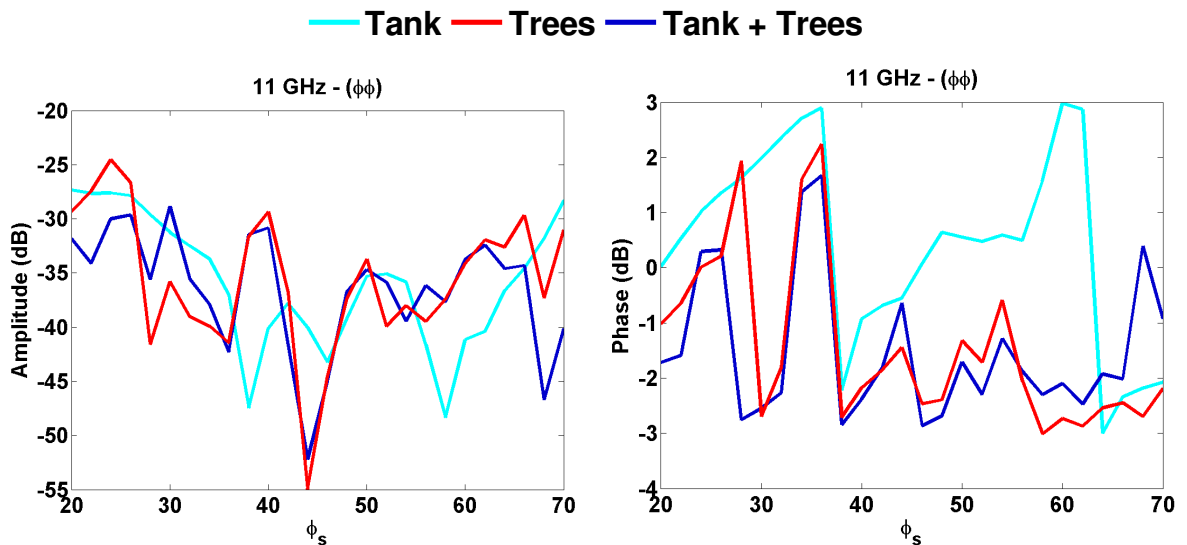 Tank Trees Tank + Trees
11 GHz - (ϕϕ)
-20
-25
-30
-35
-40
-45
-50
-55
Amplitude (dB)
20 30 40 50 60 70
ϕs
11 GHz - (ϕϕ)
3
2
1
0
-1
-2
-3
-4
Phase (dB)
20 30 40 50 60 70
ϕs